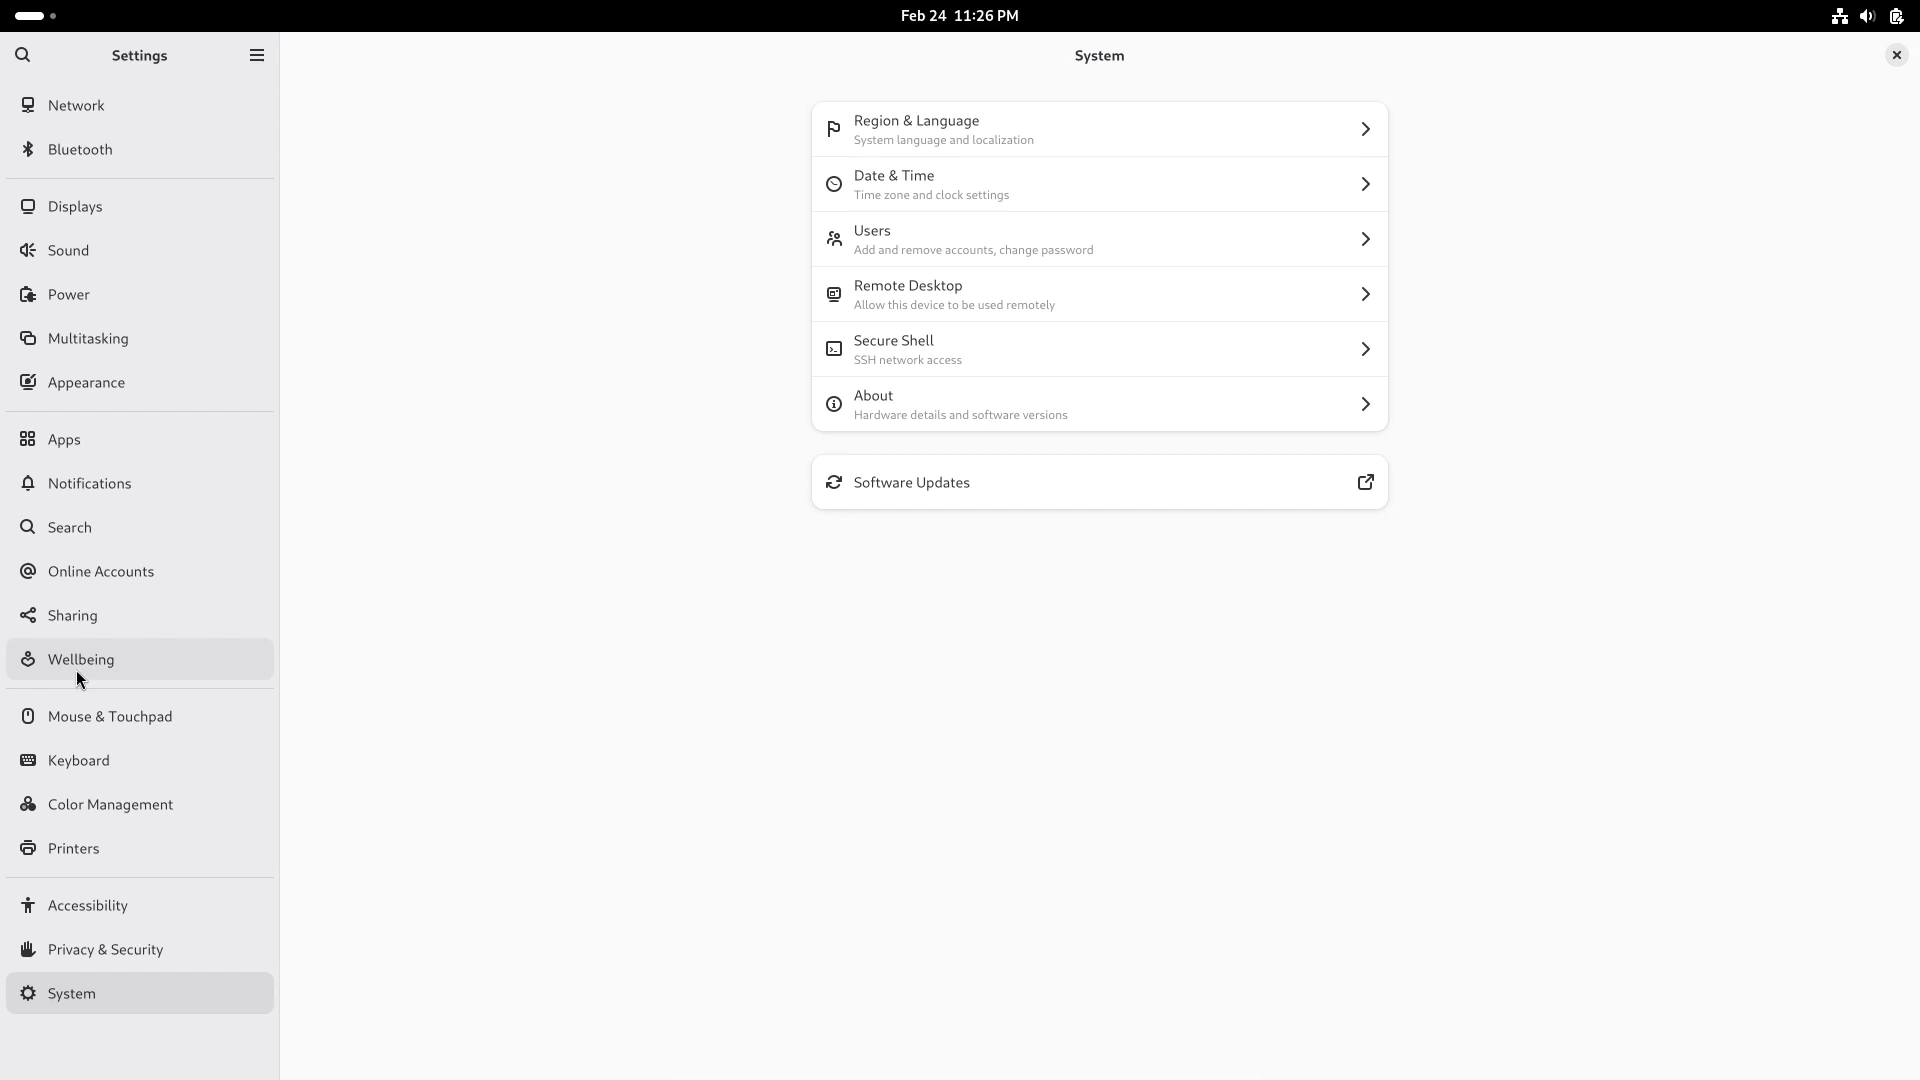 Feb 24 11:26 PM
Settings
Network
Bluetooth
Displays
Sound
Power
Multitasking
Appearance
Apps
Notifications
Search
Online Accounts
Sharing
Wellbeing
Mouse & Touchpad
Keyboard
Color Management
Printers
Accessibility
Privacy & Security
System
System
Region & Language
System language and localization
Date & Time
Time zone and clock settings
Users
Add and remove accounts, change password
Remote Desktop
Allow this device to be used remotely
Secure Shell
SSH network access
About
Hardware details and software versions
Software Updates